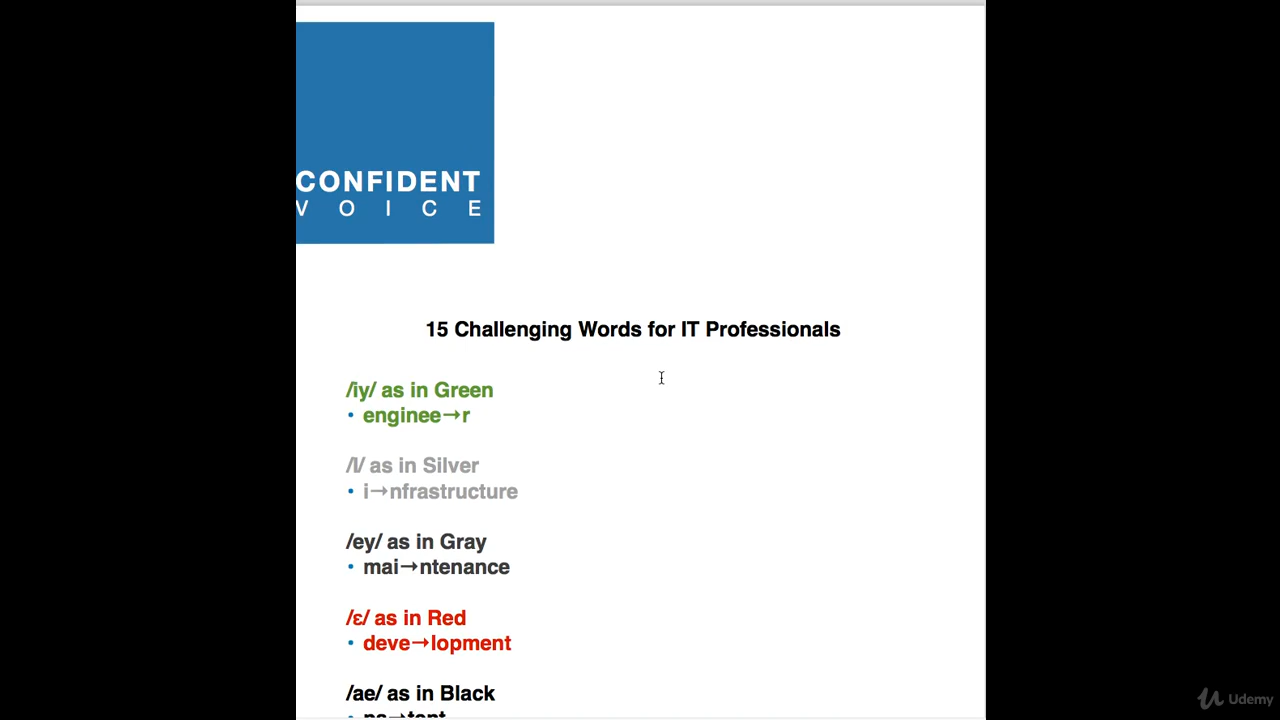 CONFIDENT
VOICE
15 Challenging Words for IT Professionals
/iy/ as in Green
• enginee→r
/I/ as in Silver
• i→nfrastructure
/ey/ as in Gray
• mai→ntenance
/ɛ/ as in Red
• deve→lopment
/ae/ as in Black
Udemy